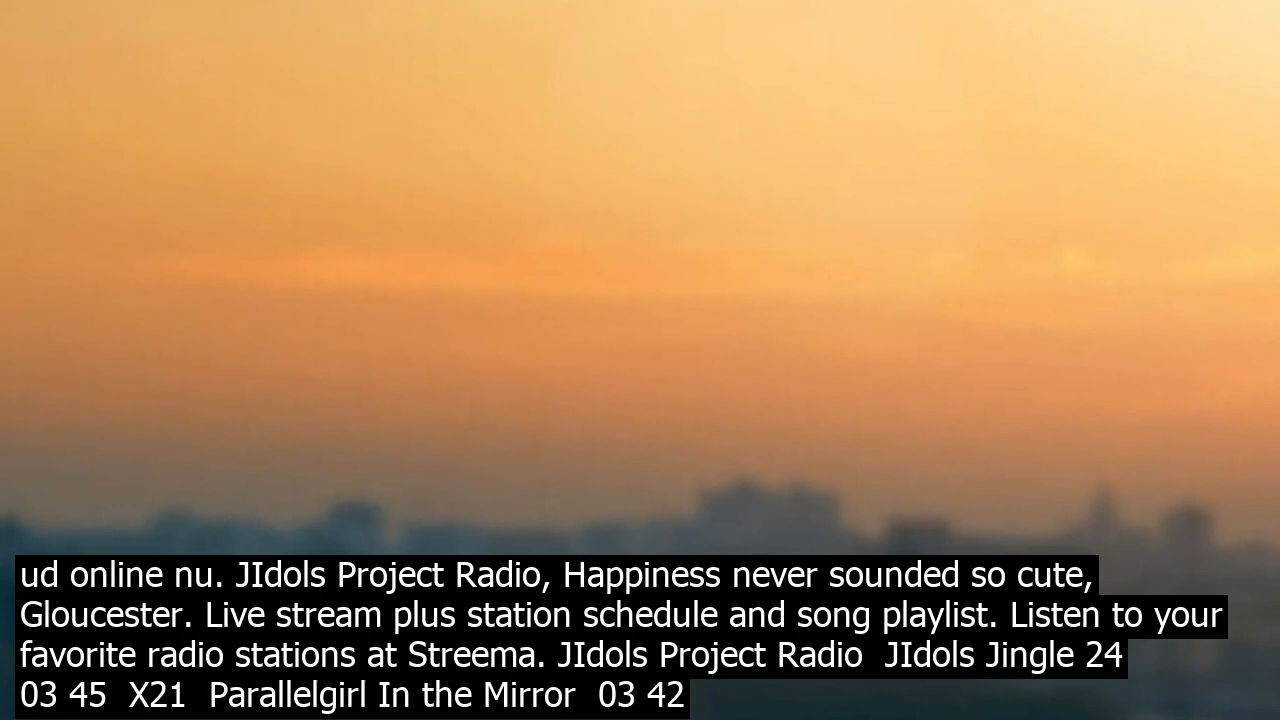 ud online nu. JIdols Project Radio, Happiness never sounded so cute,
Gloucester. Live stream plus station schedule and song playlist. Listen to your
favorite radio stations at Streema. JIdols Project Radio  JIdols Jingle 24
03 45  X21  Parallelgirl In the Mirror  03 42